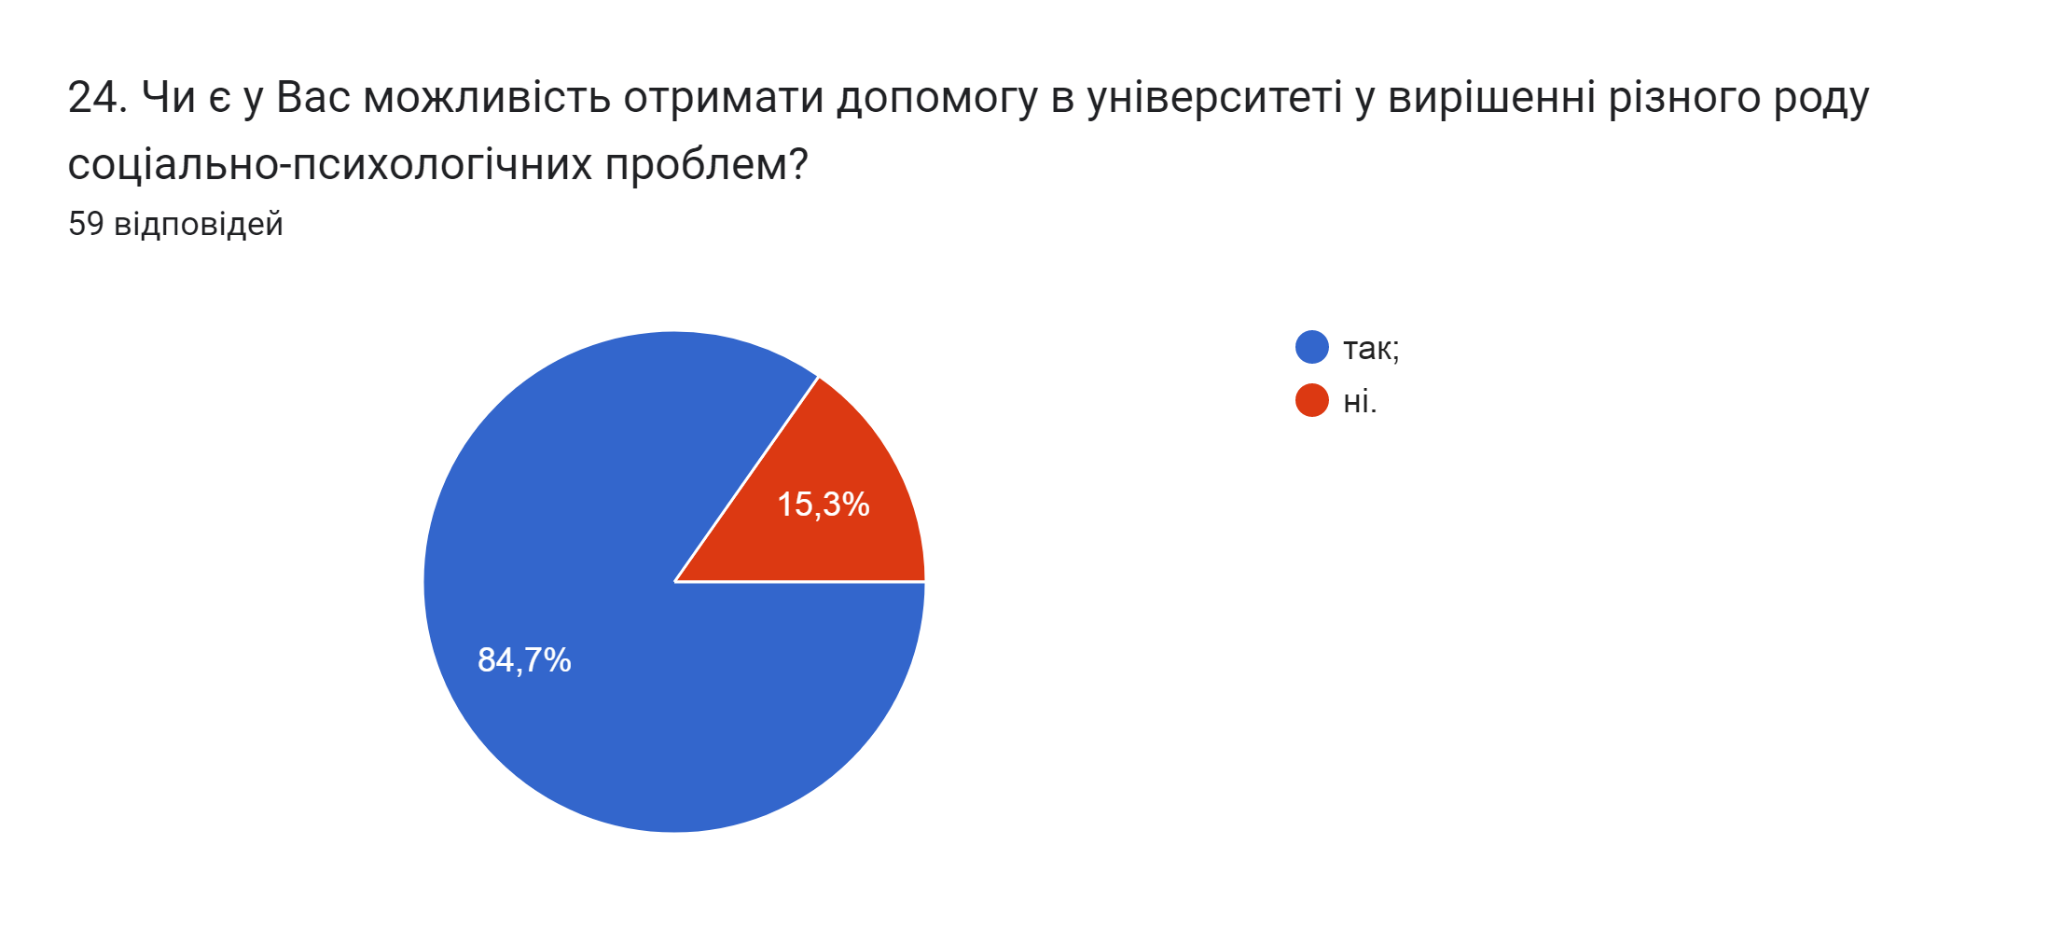 24. Чи є у Вас можливість отримати допомогу в університеті у вирішенні різного роду
соціально-психологічних проблем?
59 відповідей
так;
ні.
15,3%
84,7%